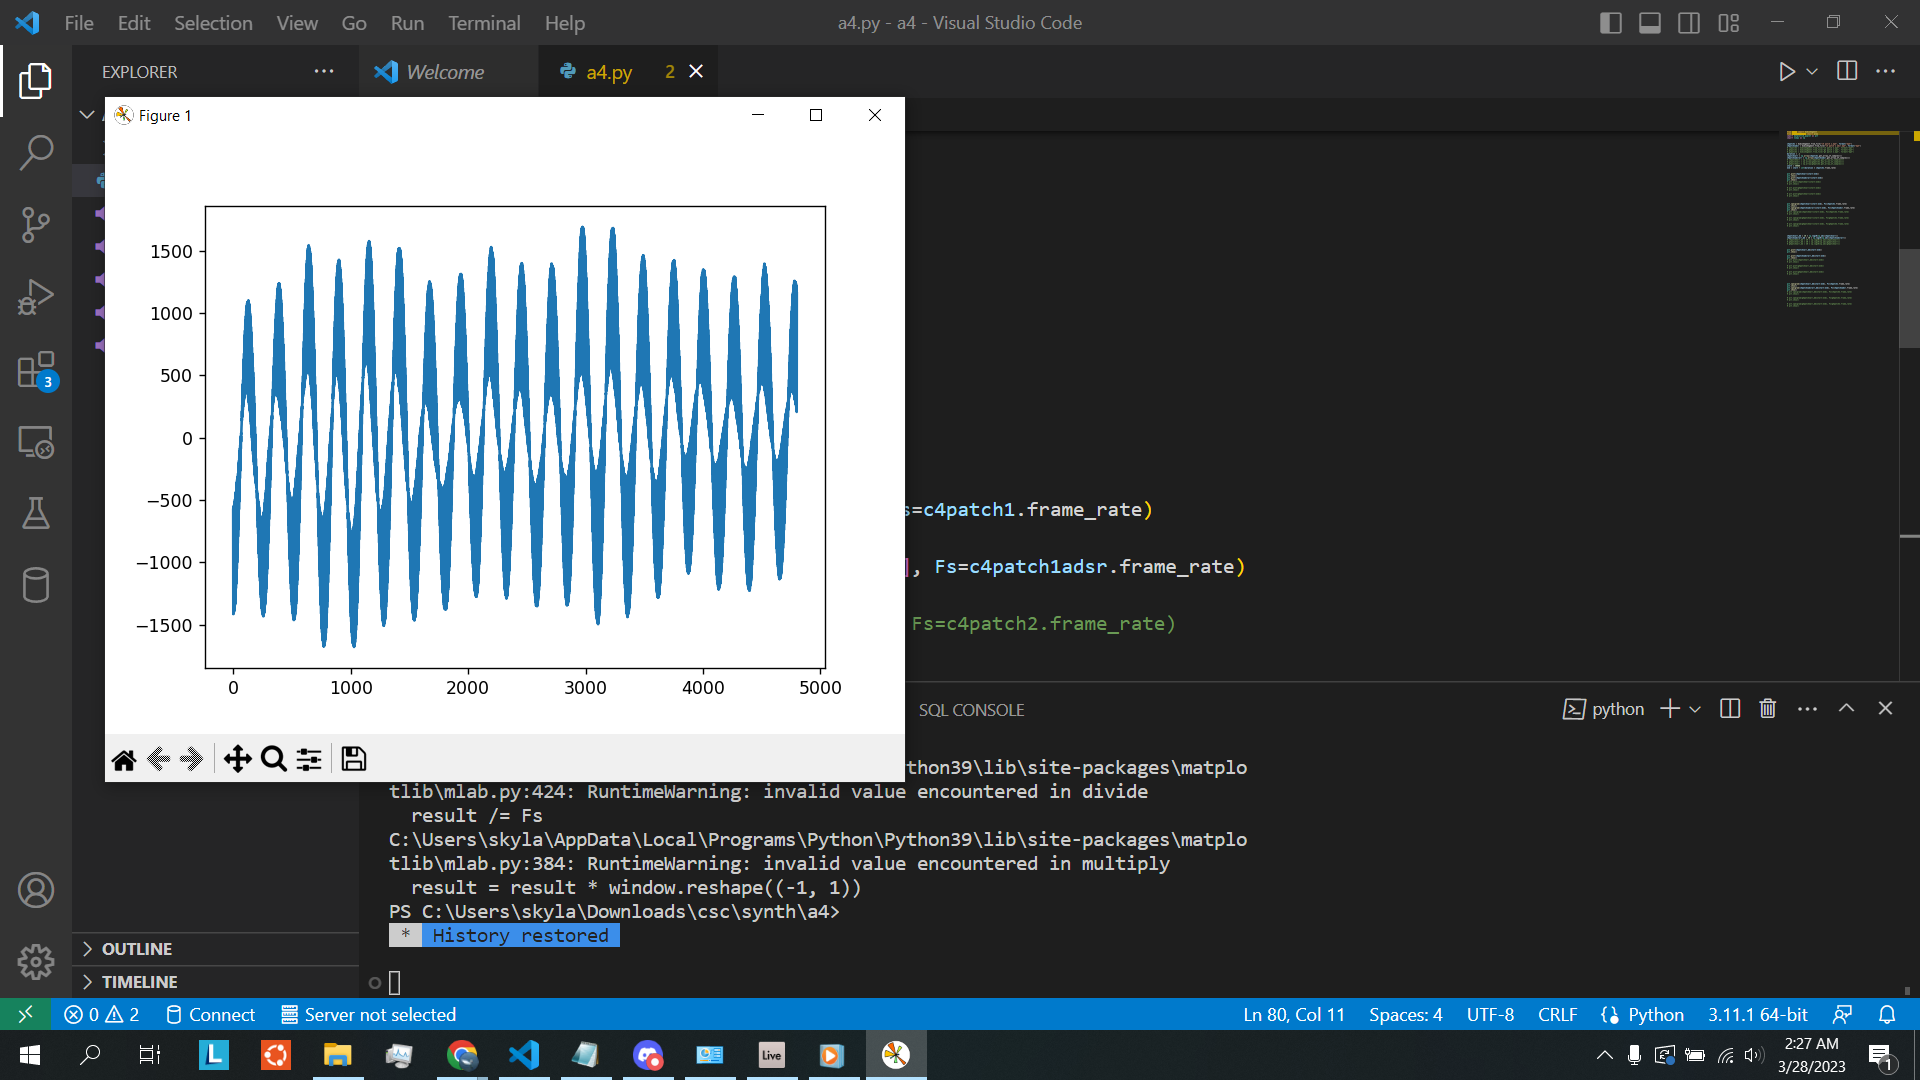 File Edit Selection View Go Run Terminal Help
a4.py - a4 - Visual Studio Code
EXPLORER
Welcome
a4.py 2
Figure 1
1500
1000
500
0
−500
−1000
−1500
0 1000 2000 3000 4000 5000
s=c4patch1.frame_rate)
], Fs=c4patch1adsr.frame_rate)
Fs=c4patch2.frame_rate)
SQL CONSOLE
python
thon39\lib\site-packages\matplo
tlib\mlab.py:424: RuntimeWarning: invalid value encountered in divide
result /= Fs
C:\Users\skyla\AppData\Local\Programs\Python\Python39\lib\site-packages\matplo
tlib\mlab.py:384: RuntimeWarning: invalid value encountered in multiply
result = result * window.reshape((-1, 1))
PS C:\Users\skyla\Downloads\csc\synth\a4>
* History restored
3
OUTLINE
TIMELINE
0 2 Connect Server not selected
Ln 80, Col 11 Spaces: 4 UTF-8 CRLF Python 3.11.1 64-bit
L
Live
2:27 AM
3/28/2023
1